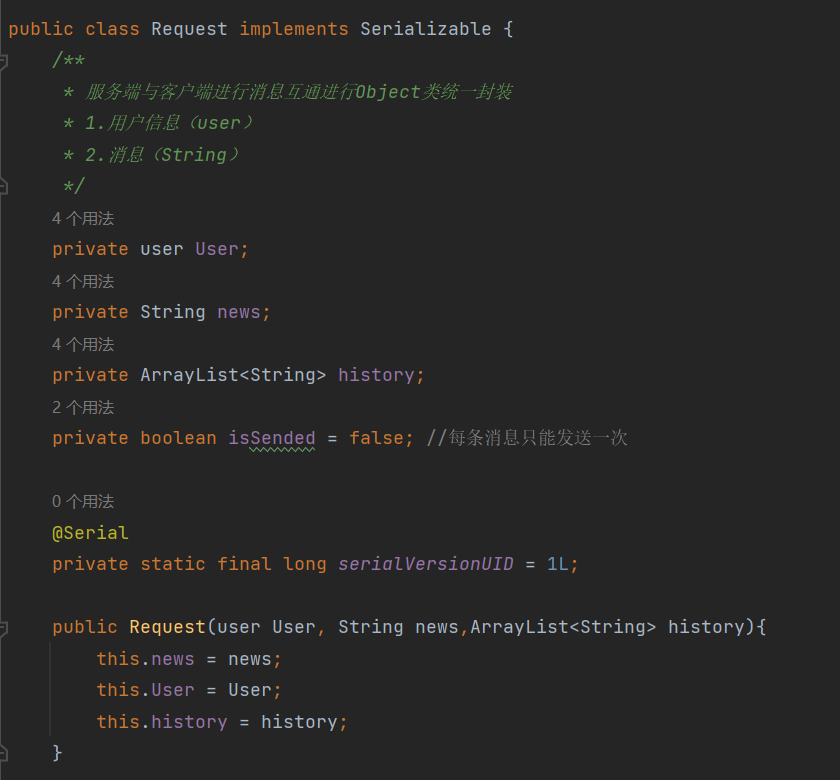 public class Request implements Serializable {
/**
* 服务端与客户端进行消息互通进行Object类统一封装
* 1.用户信息（user）
* 2.消息（String）
*/
4 个用法
private user User;
4 个用法
private String news;
4 个用法
private ArrayList<String> history;
2 个用法
private boolean isSended = false; //每条消息只能发送一次
0 个用法
@Serial
private static final long serialVersionUID = 1L;
public Request(user User, String news,ArrayList<String> history){
this.news = news;
this.User = User;
this.history = history;
}